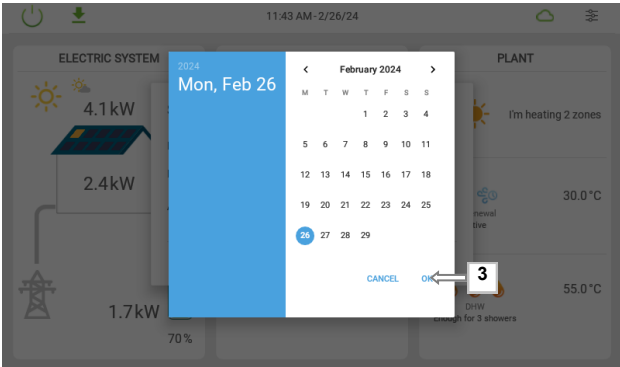 11:43 AM-2/26/24
ELECTRIC SYSTEM
PLANT
4.1kW
2.4kW
1.7kW
70%
2024
Mon, Feb 26
February 2024
M T W T F S S
1 2 3 4
5 6 7 8 9 10 11
12 13 14 15 16 17 18
19 20 21 22 23 24 25
26 27 28 29
CANCEL OK
3
I'm heating 2 zones
30.0°C
55.0°C
DHW
Enough for 3 showers